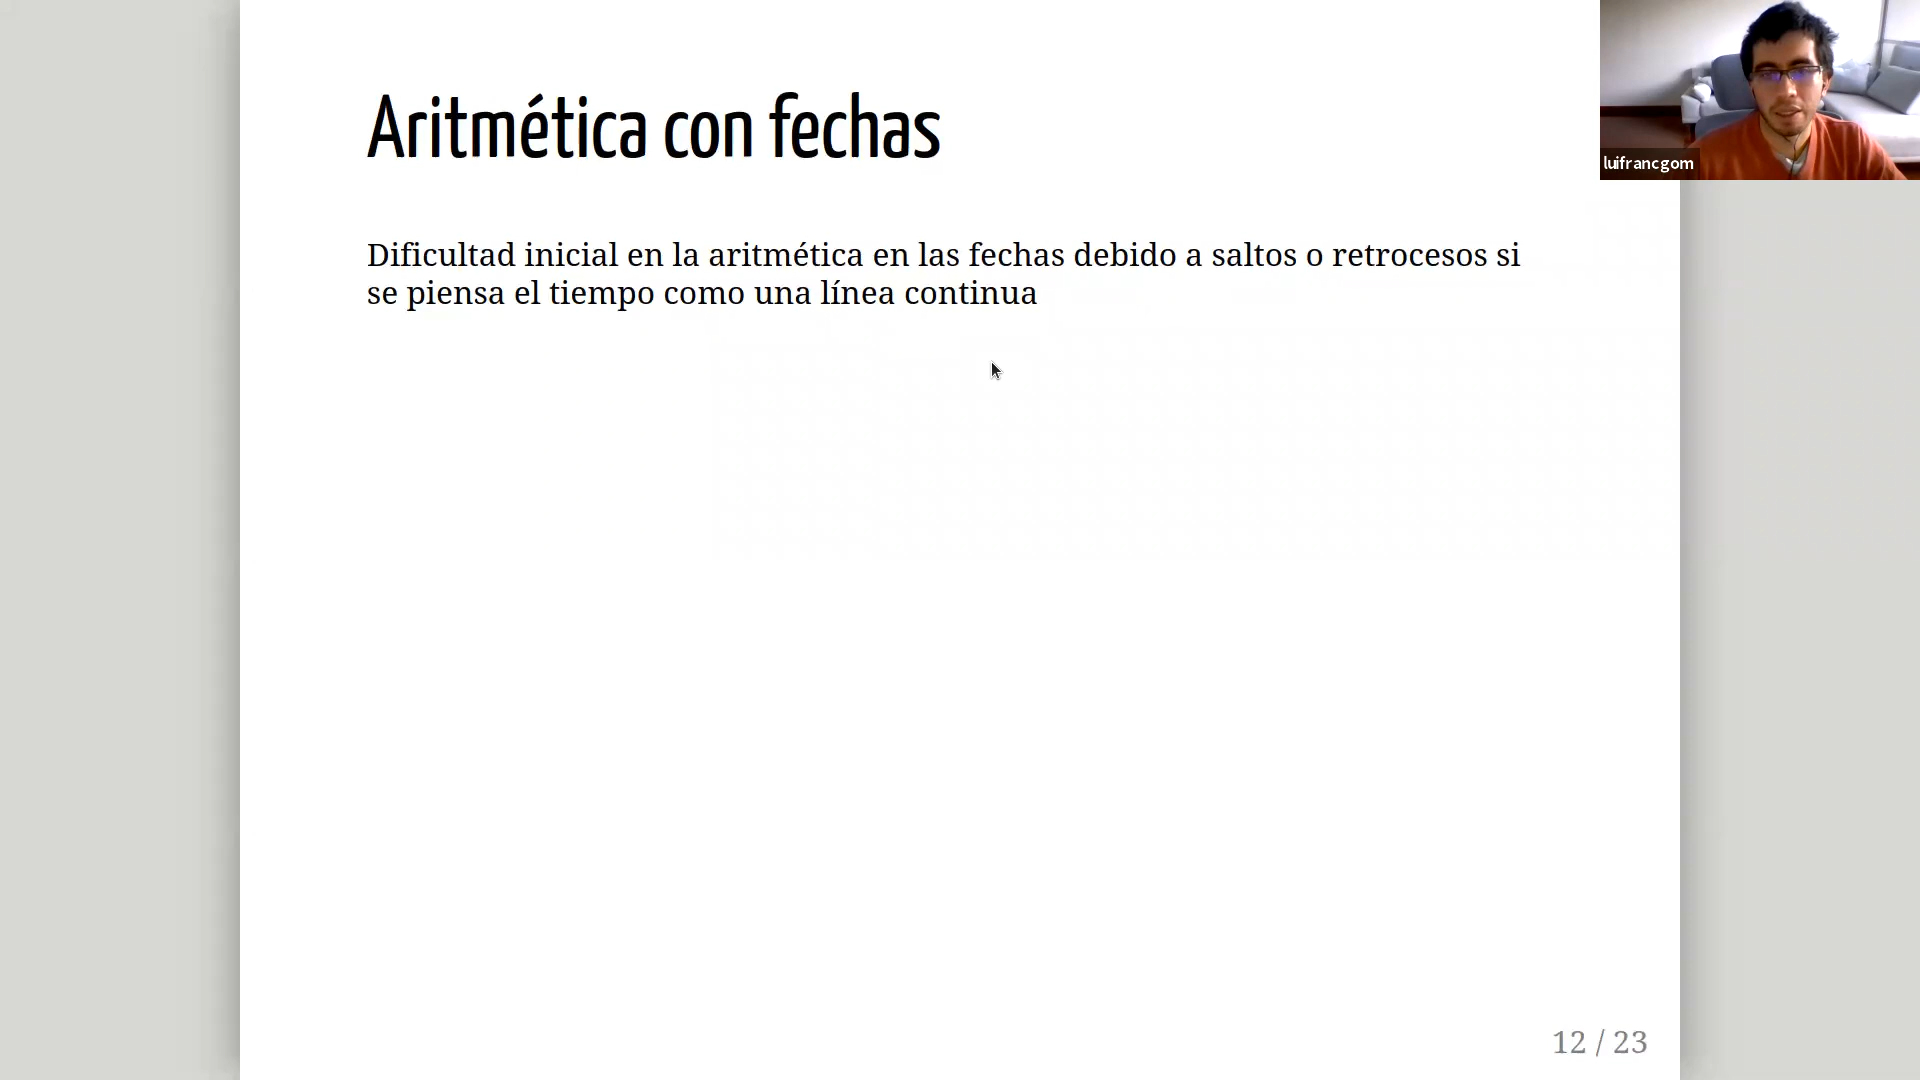 Aritmética con fechas
luifrancgom
Dificultad inicial en la aritmética en las fechas debido a saltos o retrocesos si
se piensa el tiempo como una línea continua
12 / 23